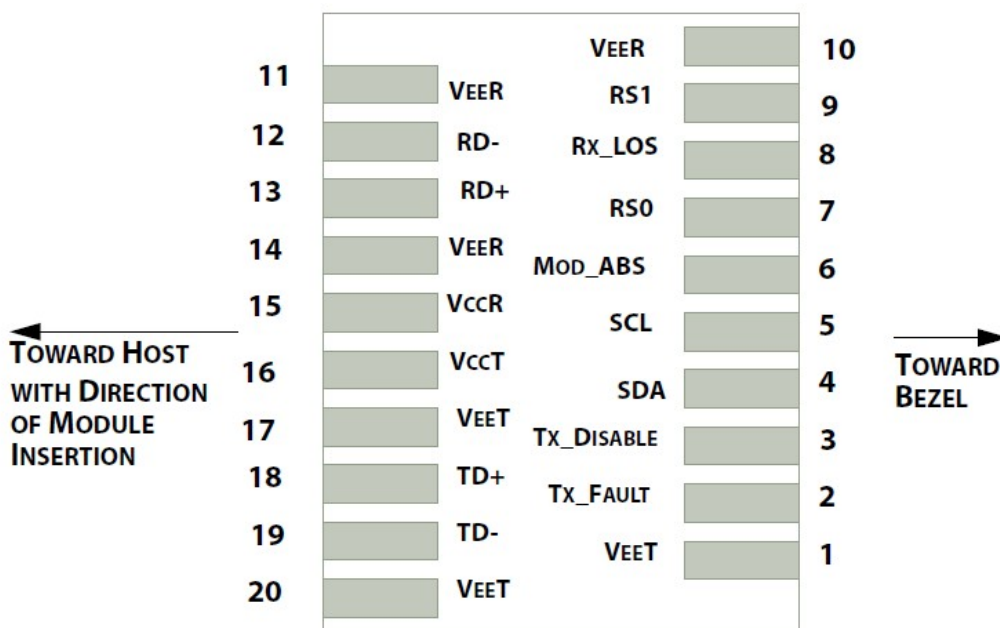 11 VEER
12 RD-
13 RD+
14 VEER
15 VCCR
16 VCCT
17 VEET
18 TD+
19 TD-
20 VEET
TOWARD HOST
WITH DIRECTION
OF MODULE
INSERTION
VEER 10
RS1 9
RX_LOS 8
RS0 7
MOD_ABS 6
SCL 5
SDA 4
TX_DISABLE 3
TX_FAULT 2
VEET 1
TOWARD
BEZEL